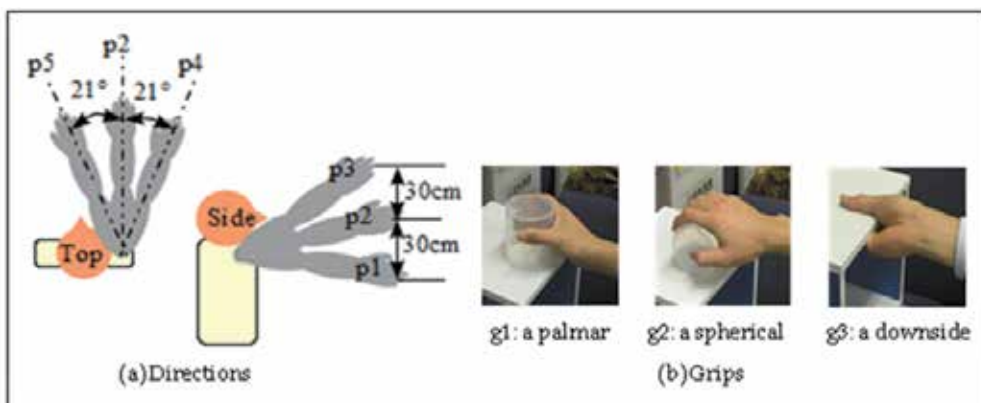 p5
p2
p4
21°
21°
Top
Side
p3
p2
p1
30cm
30cm
g1: a palmar
g2: a spherical
g3: a downside
(a)Directions
(b)Grips